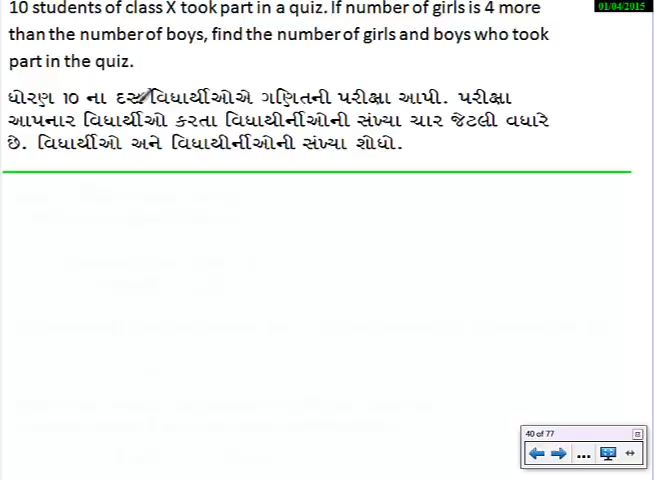 10 students of class X took part in a quiz. If number of girls is 4 more
01/04/2015
than the number of boys, find the number of girls and boys who took
part in the quiz.
ધોરણ 10 ના દસ વિધાર્થીઓએ ગણિતની પરીક્ષા આપી. પરીક્ષા
આપનાર વિધાર્થીઓ કરતા વિધાથીર્નીઓની સંખ્યા ચાર જેટલી વધારે
છે. વિધાર્થીઓ અને વિધાથીર્નીઓની સંખ્યા શોધો.
40 of 77